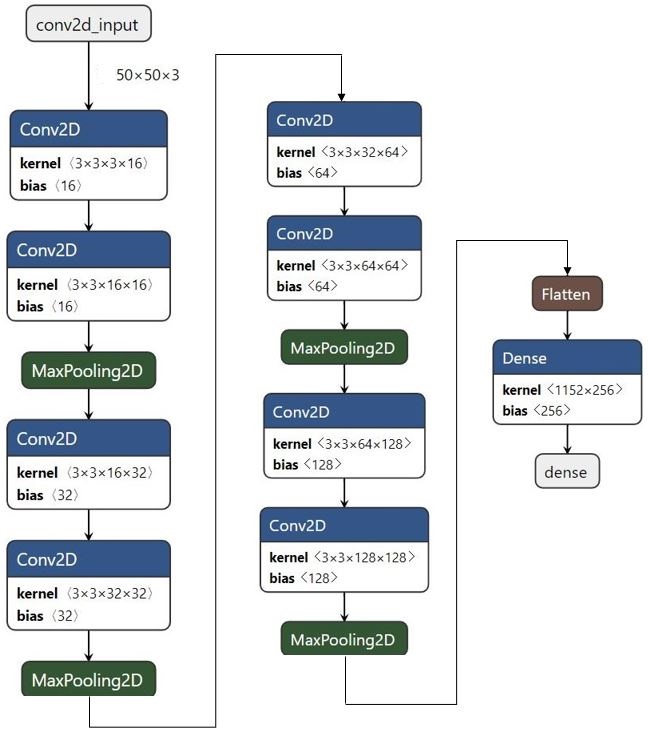 conv2d_input
50×50×3
Conv2D
kernel 〈3×3×3×16〉
bias 〈16〉
Conv2D
kernel 〈3×3×16×16〉
bias 〈16〉
MaxPooling2D
Conv2D
kernel 〈3×3×16×32〉
bias 〈32〉
Conv2D
kernel 〈3×3×32×32〉
bias 〈32〉
MaxPooling2D
Conv2D
kernel <3×3×32×64>
bias <64>
Conv2D
kernel <3×3×64×64>
bias <64>
MaxPooling2D
Conv2D
kernel <3×3×64×128>
bias <128>
Conv2D
kernel <3×3×128×128>
bias <128>
MaxPooling2D
Flatten
Dense
kernel <1152×256>
bias <256>
dense